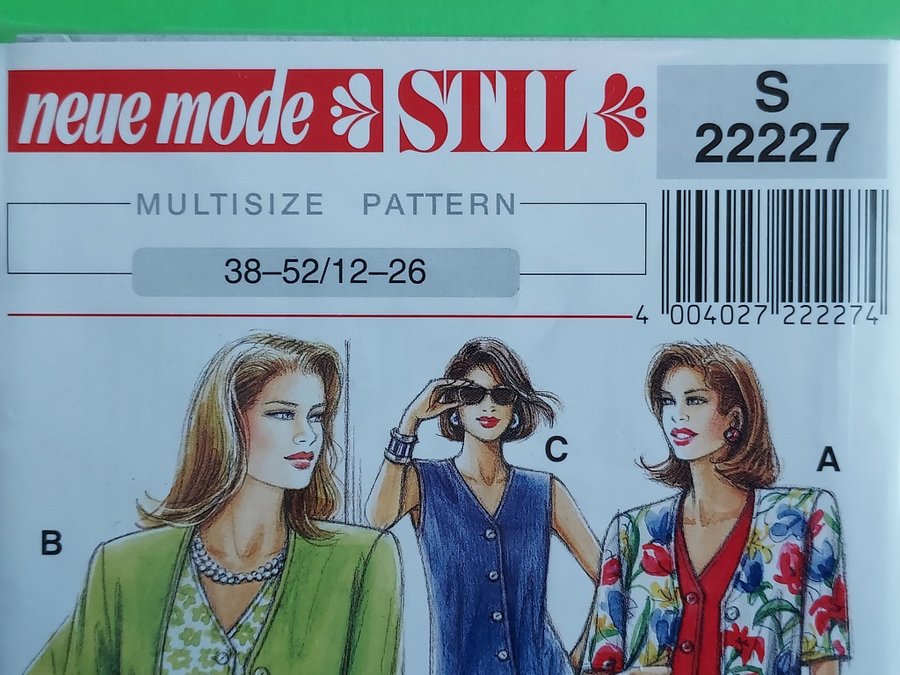 neue mode STIL
S
22227
MULTISIZE PATTERN
38–52/12–26
4 004027 222274
B
C
A